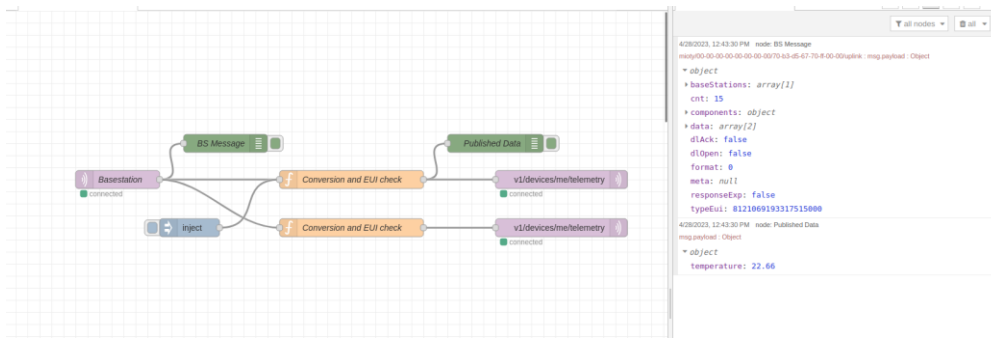 all nodes
all
4/28/2023, 12:43:30 PM node: BS Message
mioty/00-00-00-00-00-00-00-00/70-b3-d5-67-70-ff-00-00/uplink : msg.payload : Object
object
baseStations: array[1]
cnt: 15
components: object
data: array[2]
dlAck: false
dlOpen: false
format: 0
meta: null
responseExp: false
typeEui: 8121069193317515000
4/28/2023, 12:43:30 PM node: Published Data
msg.payload : Object
object
temperature: 22.66
BS Message
Published Data
Basestation
Conversion and EUI check
v1/devices/me/telemetry
connected
connected
inject
Conversion and EUI check
v1/devices/me/telemetry
connected